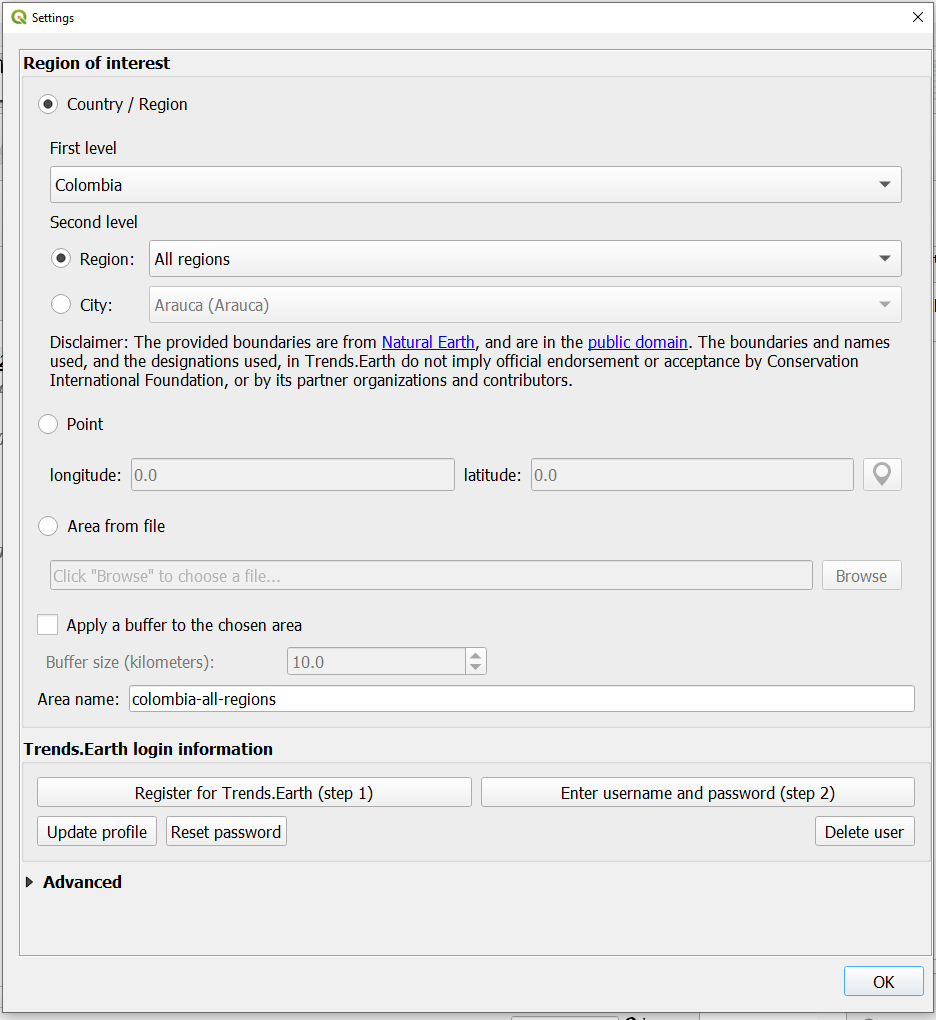 Settings
Region of interest
Country / Region
First level
Colombia
Second level
Region: All regions
City: Arauca (Arauca)
Disclaimer: The provided boundaries are from Natural Earth, and are in the public domain. The boundaries and names
used, and the designations used, in Trends.Earth do not imply official endorsement or acceptance by Conservation
International Foundation, or by its partner organizations and contributors.
Point
longitude: 0.0 latitude: 0.0
Area from file
Click "Browse" to choose a file... Browse
Apply a buffer to the chosen area
Buffer size (kilometers): 10.0
Area name: colombia-all-regions
Trends.Earth login information
Register for Trends.Earth (step 1) Enter username and password (step 2)
Update profile Reset password Delete user
Advanced
OK